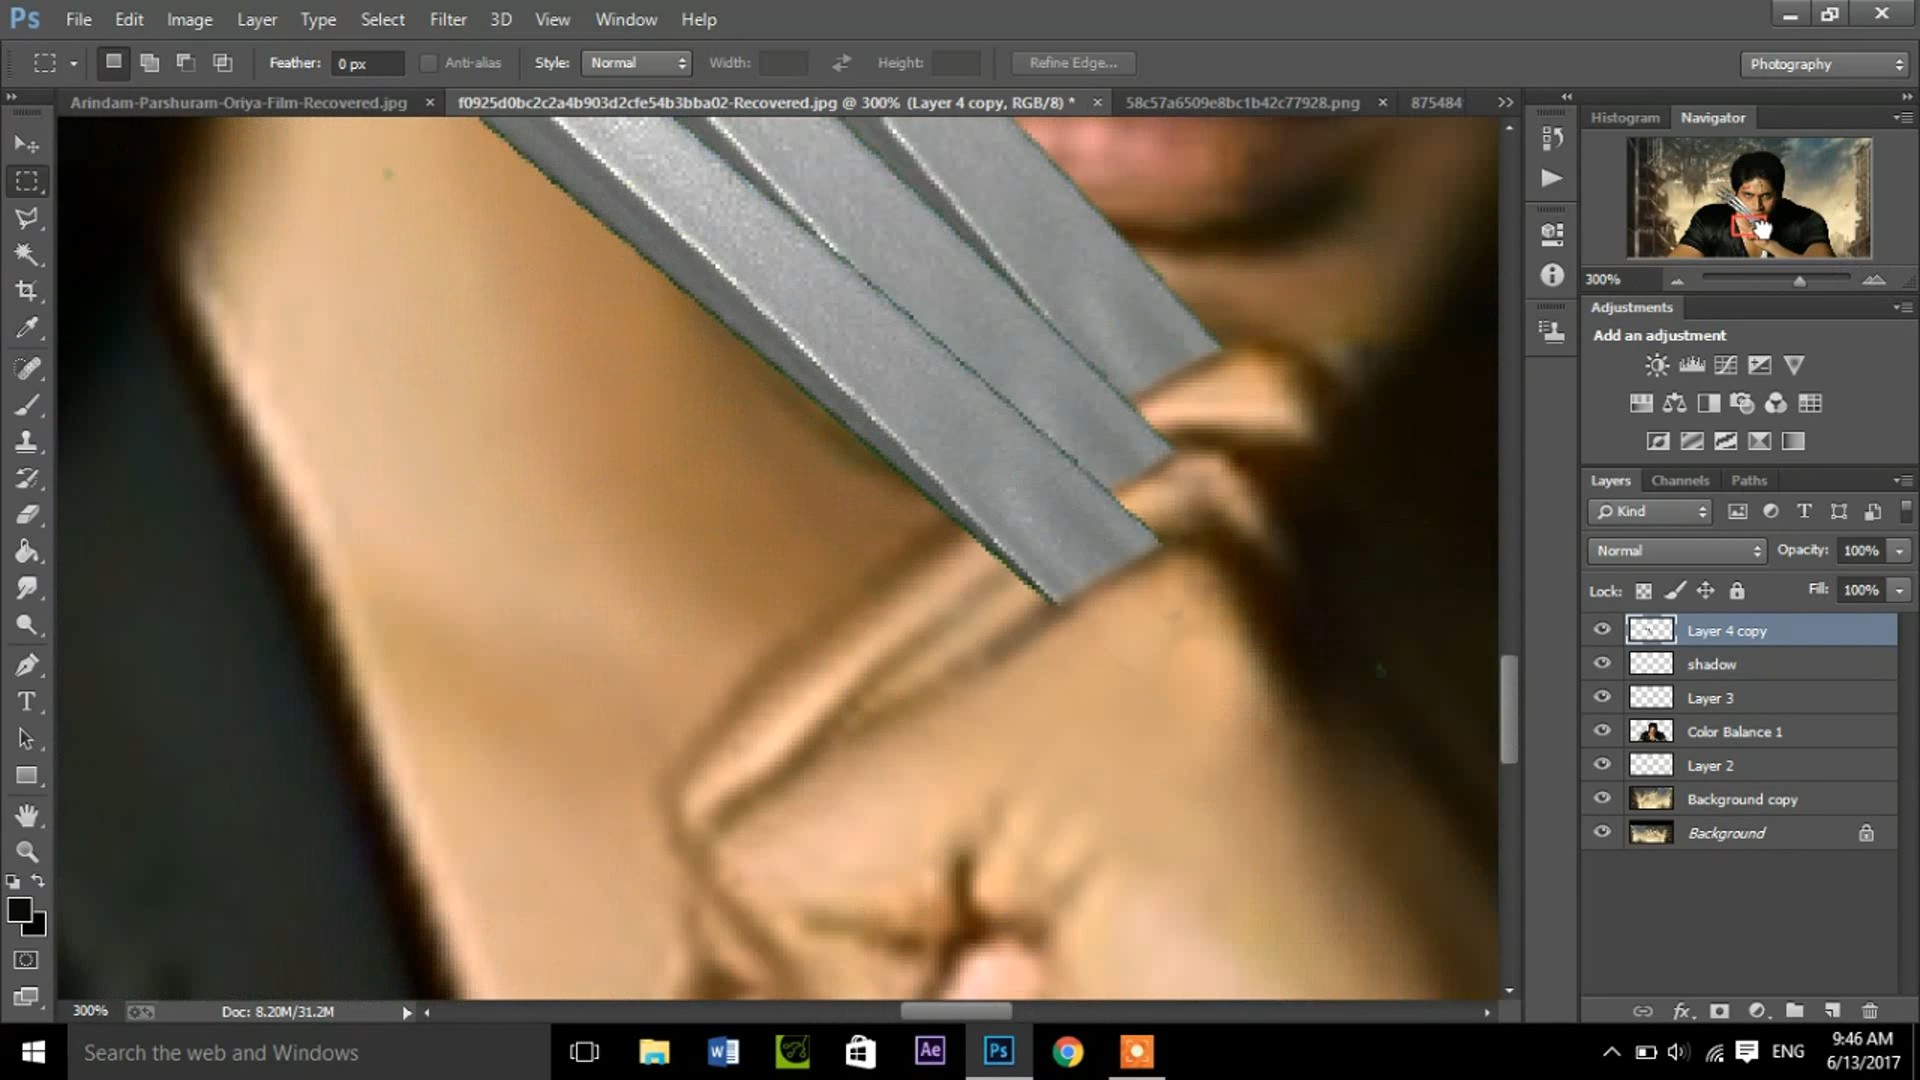 Ps File Edit Image Layer Type Select Filter 3D View Window Help
Feather: 0 px Anti-alias Style: Normal Width: Height: Refine Edge... Photography
Arindam-Parshuram-Oriya-Film-Recovered.jpg × f0925d0bc2c2a4b903d2cfe54b3bba02-Recovered.jpg @ 300% (Layer 4 copy, RGB/8) * × 58c57a6509e8bc1b42c77928.png × 875484
Histogram Navigator
300%
Adjustments
Add an adjustment
Layers Channels Paths
Kind
Normal Opacity: 100%
Lock: Fill: 100%
Layer 4 copy
shadow
Layer 3
Color Balance 1
Layer 2
Background copy
Background
300% Doc: 8.20M/31.2M
Search the web and Windows
Ae Ps
ENG
9:46 AM
6/13/2017